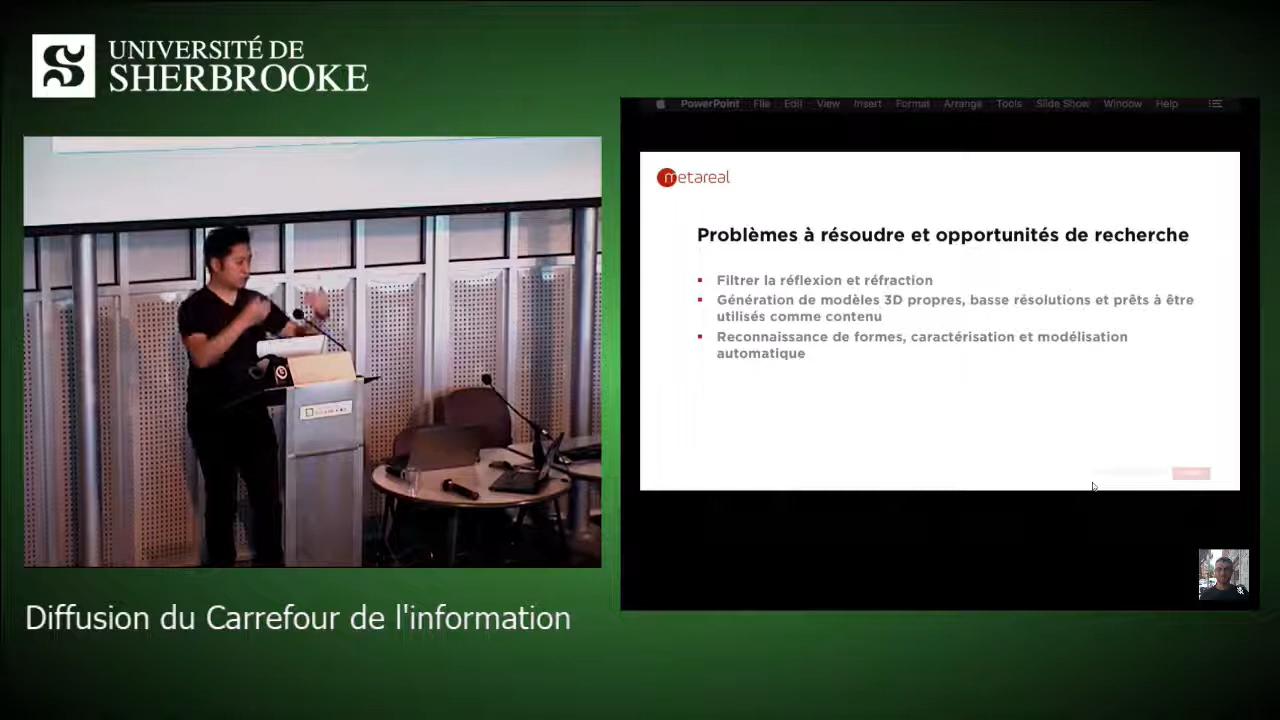 UNIVERSITÉ DE
SHERBROOKE
PowerPoint File Edit View Insert Format Arrange Tools Slide Show Window Help
metareal
Problèmes à résoudre et opportunités de recherche
▪ Filtrer la réflexion et réfraction
▪ Génération de modèles 3D propres, basse résolutions et prêts à être
utilisés comme contenu
▪ Reconnaissance de formes, caractérisation et modélisation
automatique
Diffusion du Carrefour de l'information